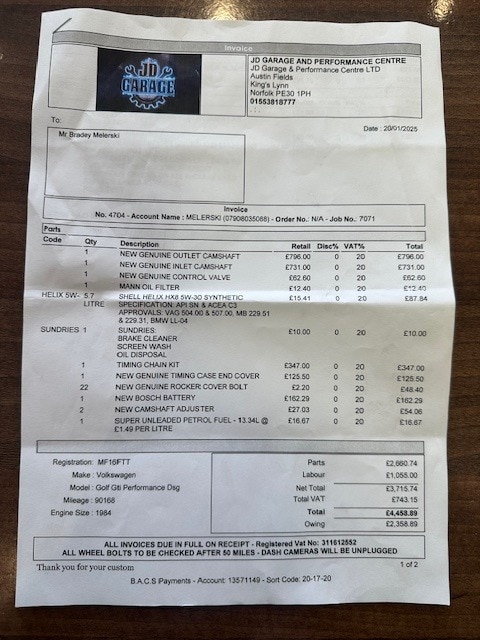 Invoice
JD
GARAGE
JD GARAGE AND PERFORMANCE CENTRE
JD Garage & Performance Centre LTD
Austin Fields
King's Lynn
Norfolk PE30 1PH
01553818777
To:
Date : 20/01/2025
Mr Bradey Melerski
Invoice
No. 4704 - Account Name : MELERSKI (07908035088) - Order No.: N/A - Job No.: 7071
Parts
Code Qty Description Retail Disc% VAT% Total
1 NEW GENUINE OUTLET CAMSHAFT £796.00 0 20 £796.00
1 NEW GENUINE INLET CAMSHAFT £731.00 0 20 £731.00
1 NEW GENUINE CONTROL VALVE £62.60 0 20 £62.60
1 MANN OIL FILTER £12.40 0 20 £12.40
HELIX 5W- 5.7 SHELL HELIX HX8 5W-30 SYNTHETIC £15.41 0 20 £87.84
LITRE SPECIFICATION: API SN & ACEA C3
APPROVALS: VAG 504.00 & 507.00, MB 229.51
& 229.31, BMW LL-04
SUNDRIES 1 SUNDRIES: £10.00 0 20 £10.00
BRAKE CLEANER
SCREEN WASH
OIL DISPOSAL
1 TIMING CHAIN KIT £347.00 0 20 £347.00
1 NEW GENUINE TIMING CASE END COVER £125.50 0 20 £125.50
22 NEW GENUINE ROCKER COVER BOLT £2.20 0 20 £48.40
1 NEW BOSCH BATTERY £162.29 0 20 £162.29
2 NEW CAMSHAFT ADJUSTER £27.03 0 20 £54.06
1 SUPER UNLEADED PETROL FUEL - 13.34L @ £16.67 0 20 £16.67
£1.49 PER LITRE
Registration: MF16FTT
Make : Volkswagen
Model : Golf Gti Performance Dsg
Mileage : 90168
Engine Size : 1984
Parts £2,660.74
Labour £1,055.00
Net Total £3,715.74
Total VAT £743.15
Total £4,458.89
Owing £2,358.89
ALL INVOICES DUE IN FULL ON RECEIPT - Registered Vat No: 311612552
ALL WHEEL BOLTS TO BE CHECKED AFTER 50 MILES - DASH CAMERAS WILL BE UNPLUGGED
Thank you for your custom
1 of 2
B.A.C.S Payments - Account: 13571149 - Sort Code: 20-17-20